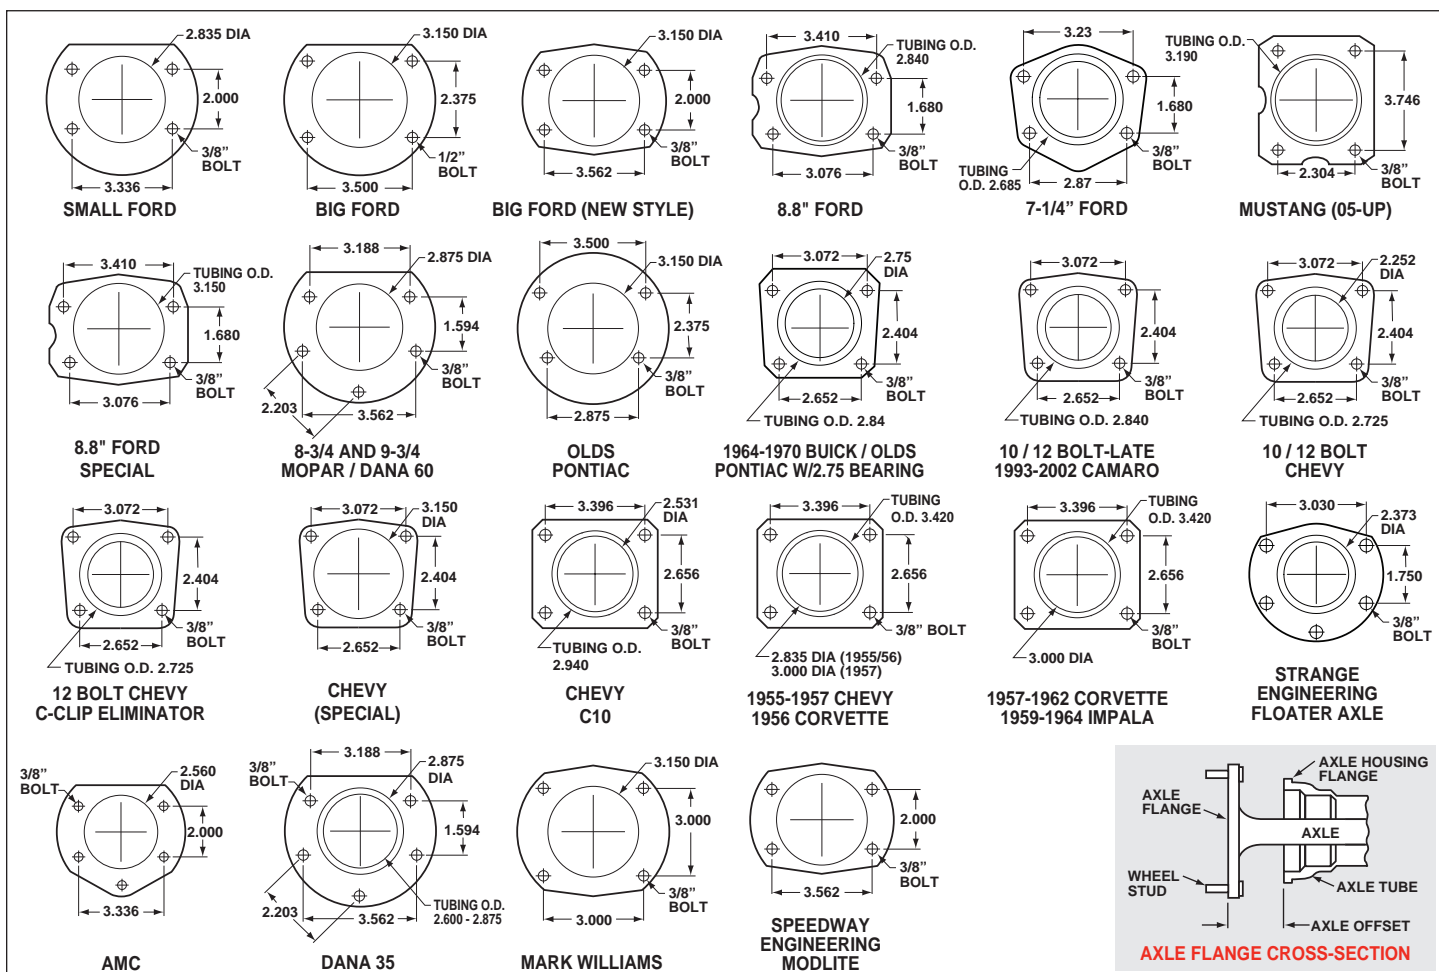 2.835 DIA
2.000
3/8”
BOLT
3.336
SMALL FORD
3.150 DIA
2.375
1/2”
BOLT
3.500
BIG FORD
3.150 DIA
2.000
3/8”
BOLT
3.562
BIG FORD (NEW STYLE)
3.410
TUBING O.D.
2.840
1.680
3/8”
BOLT
3.076
8.8" FORD
3.23
1.680
TUBING
O.D. 2.685
3/8”
BOLT
2.87
7-1/4” FORD
TUBING O.D.
3.190
3.746
3/8”
BOLT
2.304
MUSTANG (05-UP)
3.410
TUBING O.D.
3.150
1.680
3/8”
BOLT
3.076
8.8" FORD
SPECIAL
3.188
2.875 DIA
1.594
3/8”
BOLT
2.203
3.562
8-3/4 AND 9-3/4
MOPAR / DANA 60
3.500
3.150 DIA
2.375
3/8”
BOLT
2.875
OLDS
PONTIAC
3.072
2.75
DIA
2.404
3/8”
BOLT
2.652
TUBING O.D. 2.84
1964-1970 BUICK / OLDS
PONTIAC W/2.75 BEARING
3.072
2.404
3/8”
BOLT
2.652
TUBING O.D. 2.840
10 / 12 BOLT-LATE
1993-2002 CAMARO
3.072
2.252
DIA
2.404
3/8”
BOLT
2.652
TUBING O.D. 2.725
10 / 12 BOLT
CHEVY
3.072
2.404
3/8”
BOLT
2.652
TUBING O.D. 2.725
12 BOLT CHEVY
C-CLIP ELIMINATOR
3.072
3.150
DIA
2.404
3/8”
BOLT
2.652
CHEVY
(SPECIAL)
3.396
2.531
DIA
2.656
3/8”
BOLT
TUBING O.D.
2.940
CHEVY
C10
3.396
TUBING
O.D. 3.420
2.656
3/8” BOLT
2.835 DIA (1955/56)
3.000 DIA (1957)
1955-1957 CHEVY
1956 CORVETTE
3.396
TUBING
O.D. 3.420
2.656
3/8”
BOLT
3.000 DIA
1957-1962 CORVETTE
1959-1964 IMPALA
3.030
2.373
DIA
1.750
3/8”
BOLT
STRANGE
ENGINEERING
FLOATER AXLE
3/8”
BOLT
2.560
DIA
2.000
3.336
AMC
3/8”
BOLT
3.188
2.875
DIA
1.594
2.203
3.562
TUBING O.D.
2.600 - 2.875
DANA 35
3.150 DIA
3.000
3/8”
BOLT
3.000
MARK WILLIAMS
2.000
3/8”
BOLT
3.562
SPEEDWAY
ENGINEERING
MODLITE
AXLE HOUSING
FLANGE
AXLE
FLANGE
AXLE
WHEEL
STUD
AXLE TUBE
AXLE OFFSET
AXLE FLANGE CROSS-SECTION